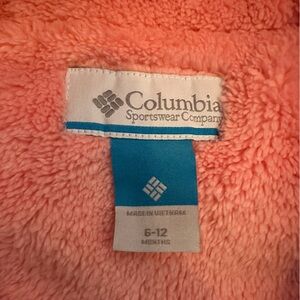 Columbia
Sportswear Company
MADE IN VIETNAM
6-12
MONTHS